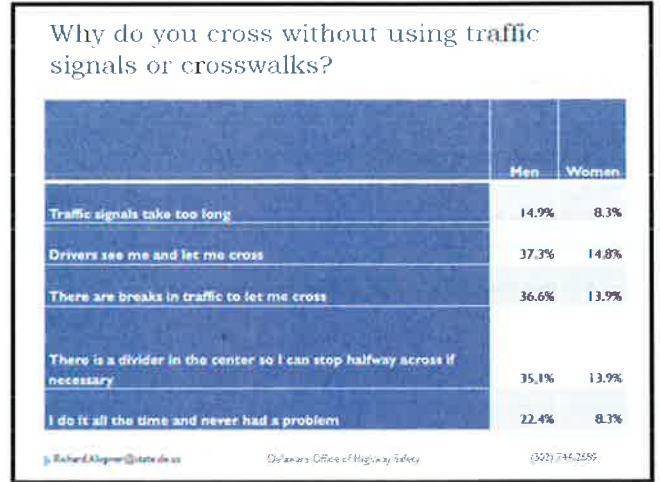 Why do you cross without using traffic
signals or crosswalks?
Men Women
Traffic signals take too long 14.9% 8.3%
Drivers see me and let me cross 37.3% 14.8%
There are breaks in traffic to let me cross 36.6% 13.9%
There is a divider in the center so I can stop halfway across if
necessary 35.1% 13.9%
I do it all the time and never had a problem 22.4% 8.3%
Delaware Office of Highway Safety